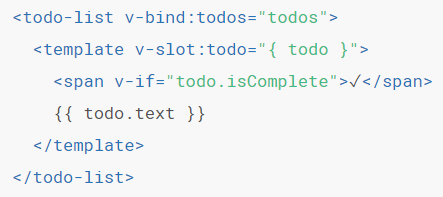 <todo-list v-bind:todos="todos">
  <template v-slot:todo="{ todo }">
    <span v-if="todo.isComplete">✓</span>
    {{ todo.text }}
  </template>
</todo-list>